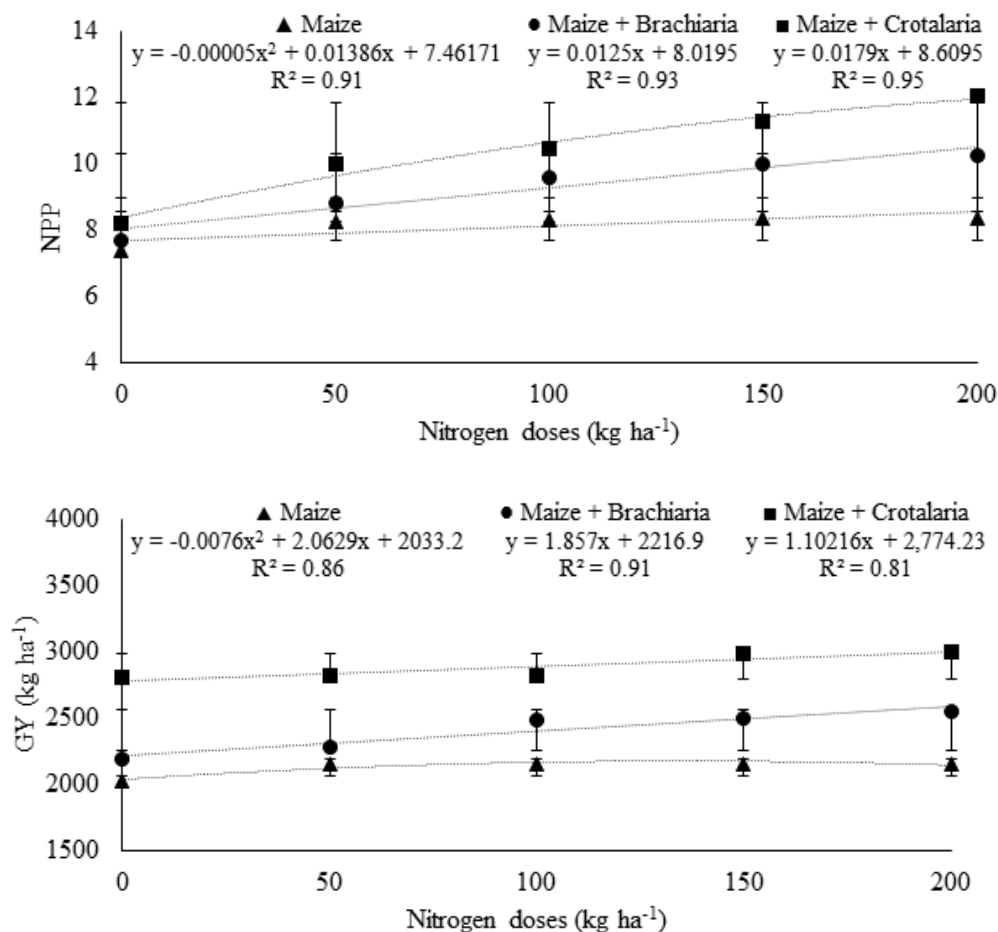 14
▲ Maize ● Maize + Brachiaria ■ Maize + Crotalaria
y = -0.00005x² + 0.01386x + 7.46171 y = 0.0125x + 8.0195 y = 0.0179x + 8.6095
R² = 0.91 R² = 0.93 R² = 0.95
12
10
8
6
4
NPP
0 50 100 150 200
Nitrogen doses (kg ha⁻¹)
4000
▲ Maize ● Maize + Brachiaria ■ Maize + Crotalaria
y = -0.0076x² + 2.0629x + 2033.2 y = 1.857x + 2216.9 y = 1.10216x + 2,774.23
R² = 0.86 R² = 0.91 R² = 0.81
3500
3000
2500
2000
1500
GY (kg ha⁻¹)
0 50 100 150 200
Nitrogen doses (kg ha⁻¹)